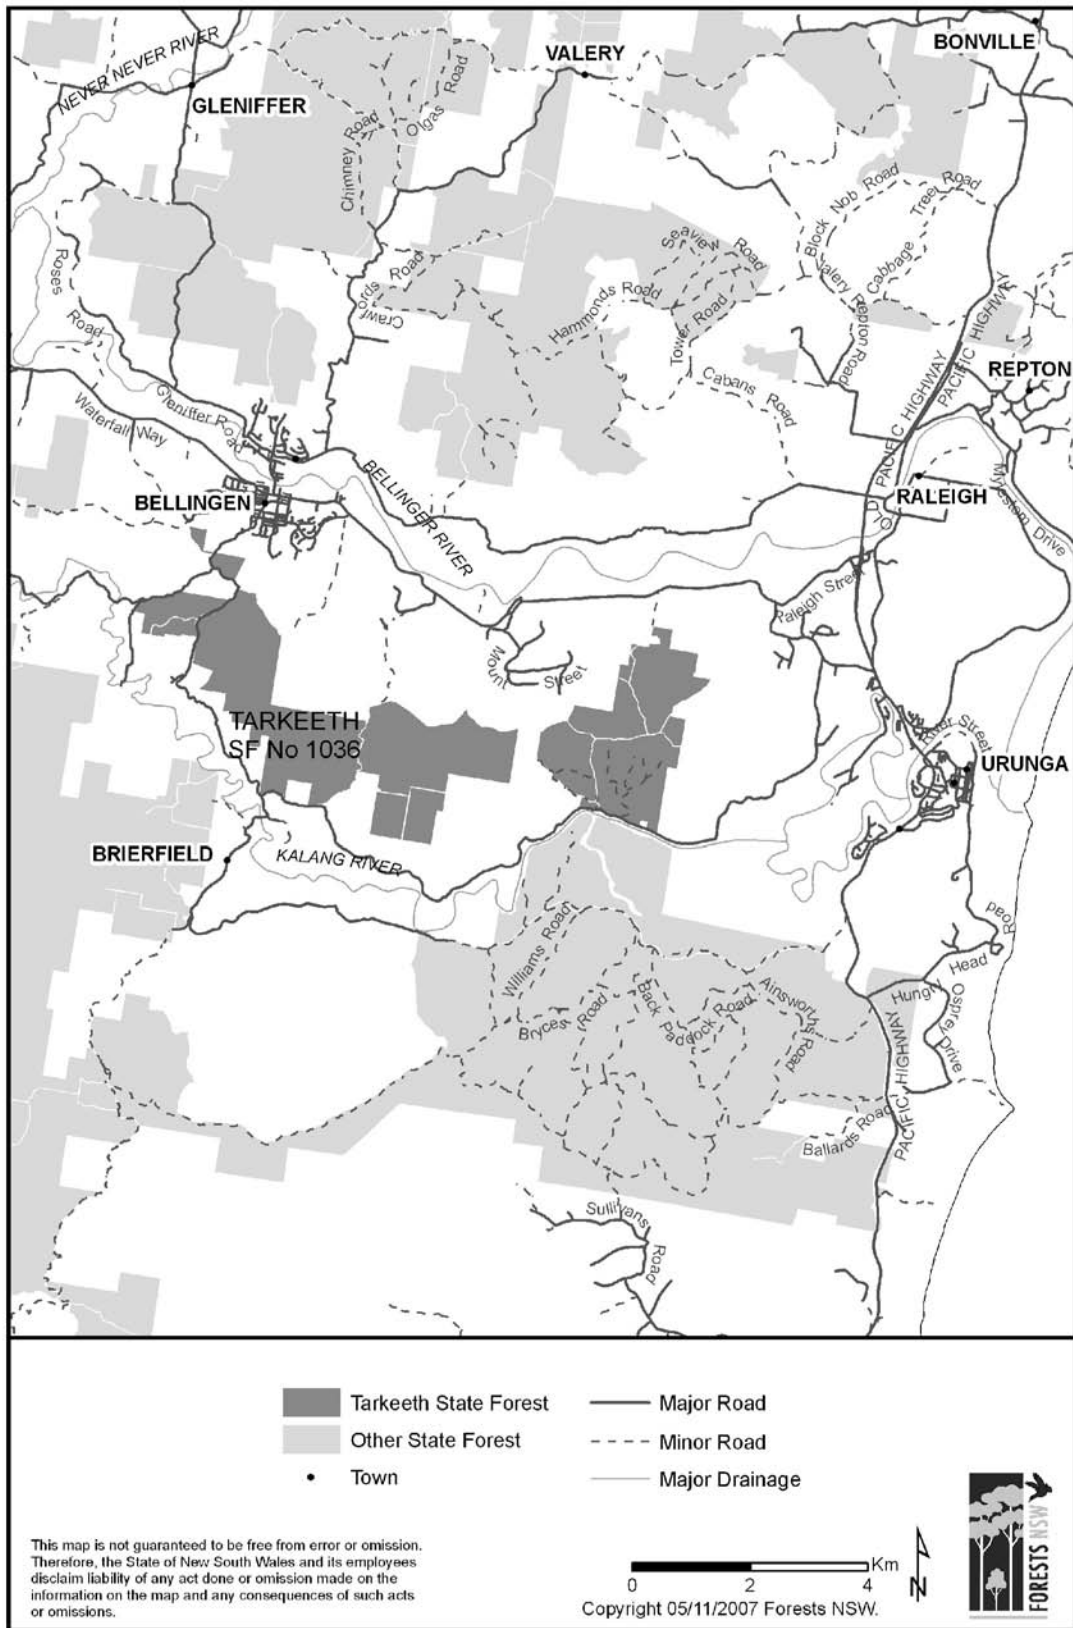 NEVER NEVER RIVER
GLENIFFER
VALERY
BONVILLE
Olgas Road
Chimney Road
Crawfords Road
Seaview Road
Hammonds Road
Tower Road
Cabans Road
Block Nob Road
Tree Road
Cabbage
Valery Repton Road
PACIFIC HIGHWAY
PACIFIC HIGHWAY
REPTON
Roses
Road
Gleniffer Road
Waterfall Way
BELLINGEN
BELLINGER RIVER
RALEIGH
OLD
Mylestom Drive
Raleigh Street
Mount
Street
TARKEETH
SF No 1036
River Street
URUNGA
BRIERFIELD
KALANG RIVER
Williams Road
Bryces Road
Back Paddock Road
Ainsworths Road
Hungry Head
Road
Osprey Drive
PACIFIC HIGHWAY
Ballards Road
Sullivans
Road
Tarkeeth State Forest
Other State Forest
Town
Major Road
Minor Road
Major Drainage
This map is not guaranteed to be free from error or omission.
Therefore, the State of New South Wales and its employees
disclaim liability of any act done or omission made on the
information on the map and any consequences of such acts
or omissions.
Km
0 2 4
Copyright 05/11/2007 Forests NSW.
N
FORESTS NSW